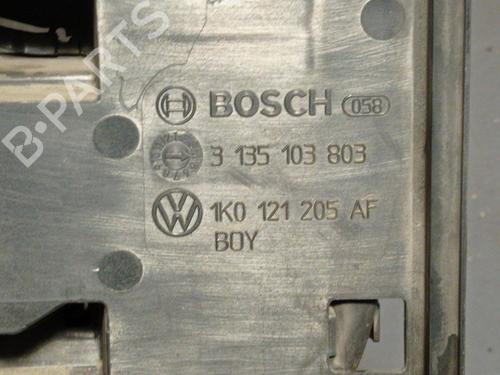 B-PARTS
BOSCH 058
3 135 103 803
1K0 121 205 AF
BOY